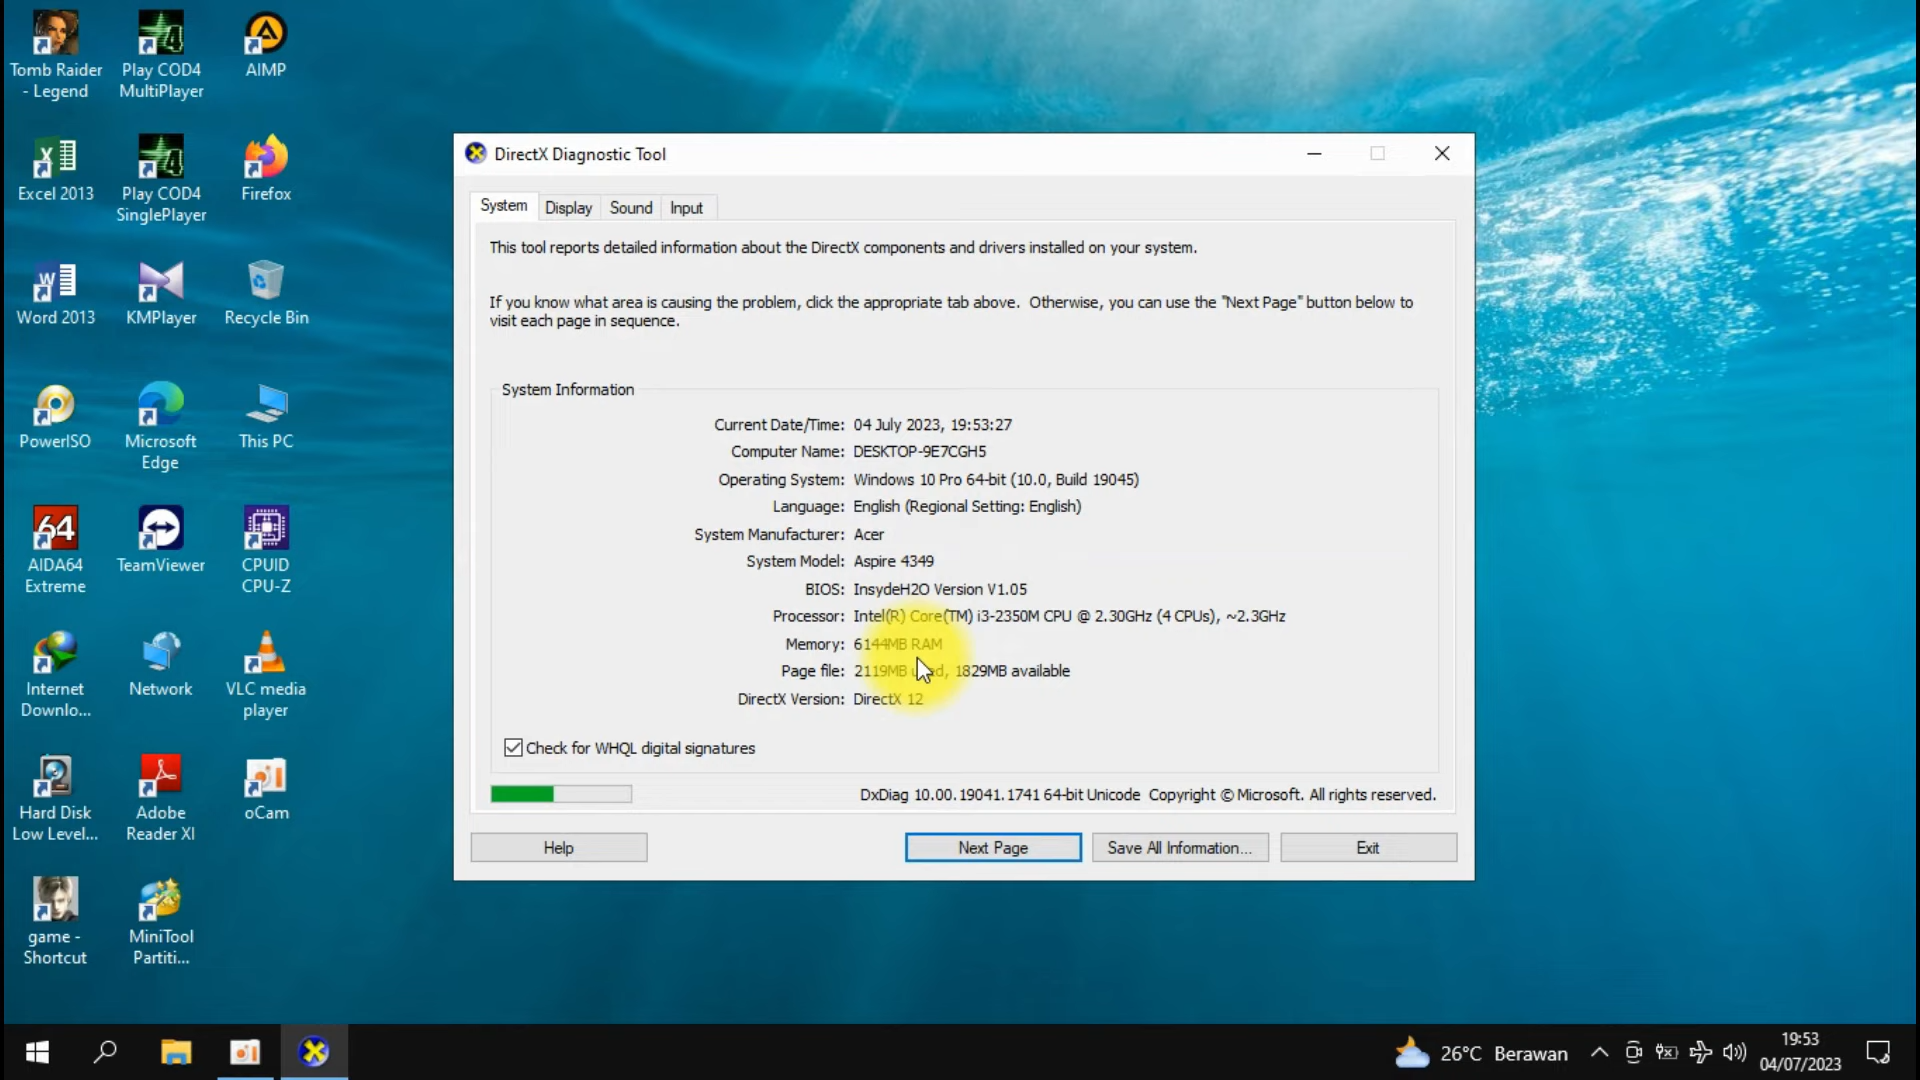 Tomb Raider
- Legend
Play COD4
MultiPlayer
AIMP
Excel 2013
Play COD4
SinglePlayer
Firefox
Word 2013
KMPlayer
Recycle Bin
PowerISO
Microsoft
Edge
This PC
64
AIDA64
Extreme
TeamViewer
CPUID
CPU-Z
Internet
Downlo...
Network
VLC media
player
Hard Disk
Low Level...
Adobe
Reader XI
oCam
game -
Shortcut
MiniTool
Partiti...
DirectX Diagnostic Tool
System
Display
Sound
Input
This tool reports detailed information about the DirectX components and drivers installed on your system.
If you know what area is causing the problem, click the appropriate tab above.  Otherwise, you can use the "Next Page" button below to
visit each page in sequence.
System Information
Current Date/Time: 04 July 2023, 19:53:27
Computer Name: DESKTOP-9E7CGH5
Operating System: Windows 10 Pro 64-bit (10.0, Build 19045)
Language: English (Regional Setting: English)
System Manufacturer: Acer
System Model: Aspire 4349
BIOS: InsydeH2O Version V1.05
Processor: Intel(R) Core(TM) i3-2350M CPU @ 2.30GHz (4 CPUs), ~2.3GHz
Memory: 6144MB RAM
Page file: 2119MB used, 1829MB available
DirectX Version: DirectX 12
Check for WHQL digital signatures
DxDiag 10.00.19041.1741 64-bit Unicode  Copyright © Microsoft. All rights reserved.
Help
Next Page
Save All Information...
Exit
26°C Berawan
19:53
04/07/2023